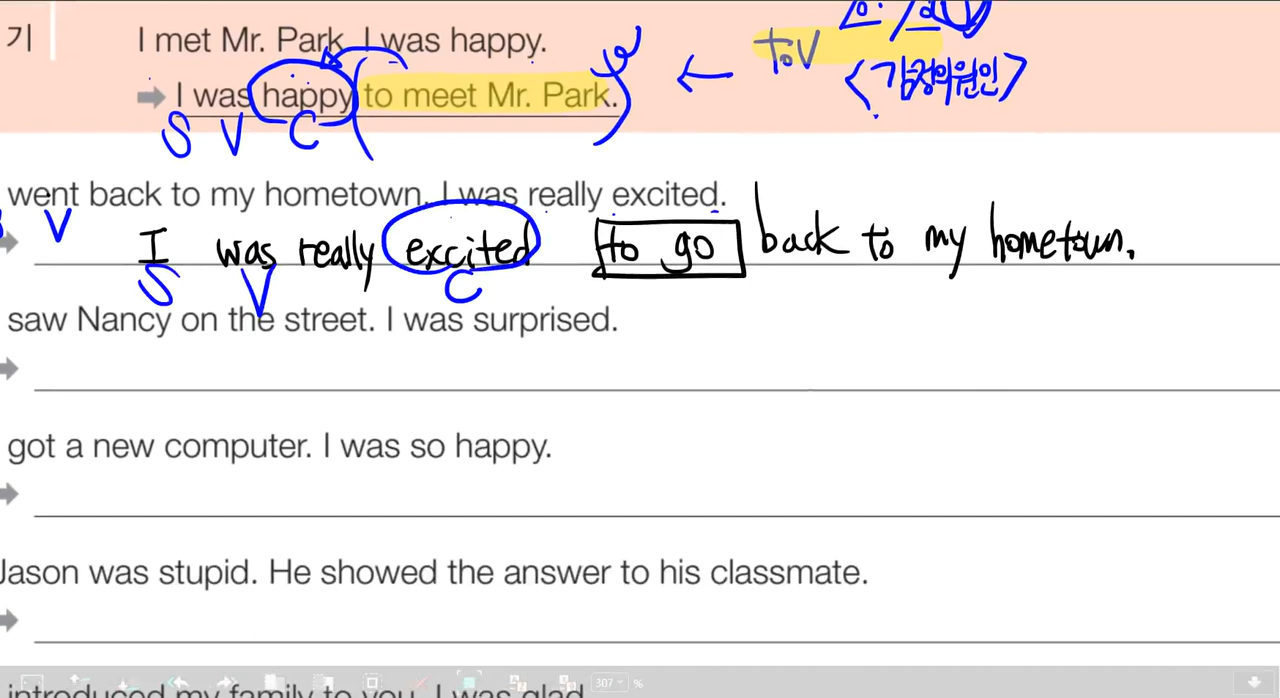 기 I met Mr. Park. I was happy.
toV
➡ I was happy to meet Mr. Park. ← <감정의원인>
S V C
went back to my hometown. I was really excited.
V I was really excited to go back to my hometown.
S V C
saw Nancy on the street. I was surprised.
got a new computer. I was so happy.
Jason was stupid. He showed the answer to his classmate.
introduced my family to you. I was glad
307 %